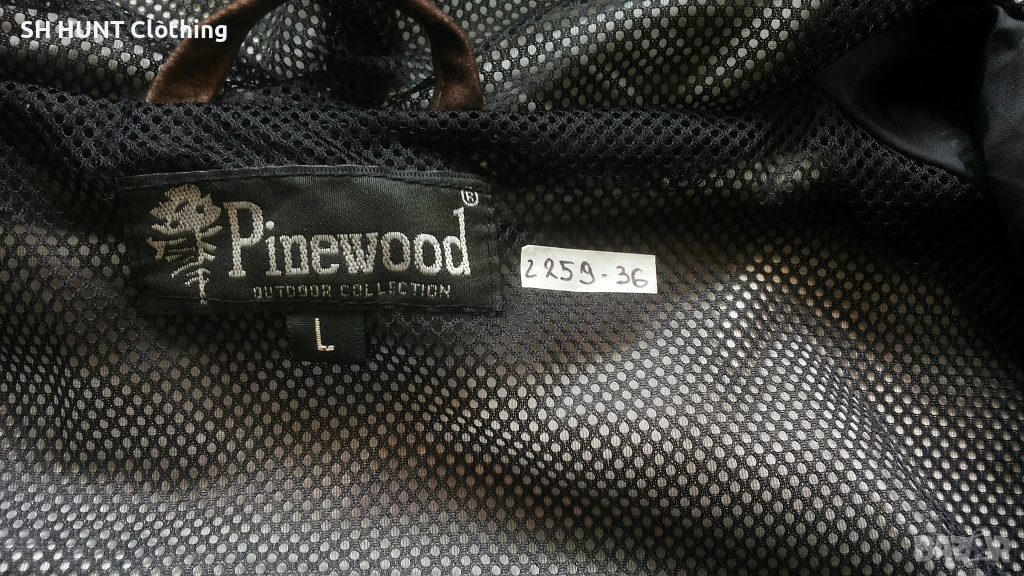 SH HUNT Clothing
Pinewood®
OUTDOOR COLLECTION
L
2259-36